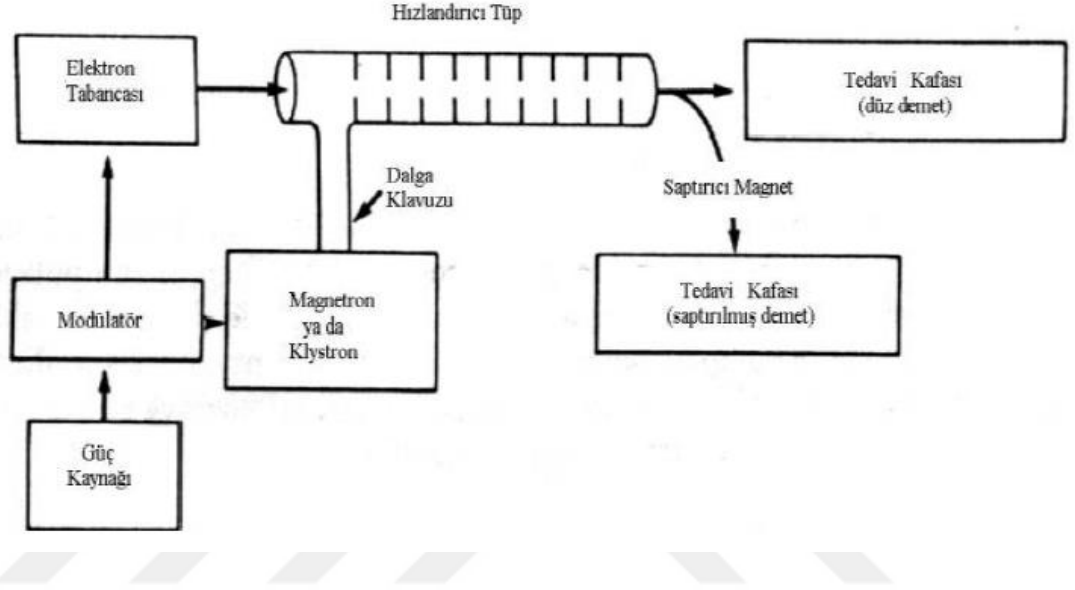 Hızlandırıcı Tüp
Elektron
Tabancası
Tedavi Kafası
(düz demet)
Dalga
Klavuzu
Saptırıcı Magnet
Modülatör
Magnetron
ya da
Klystron
Tedavi Kafası
(saptırılmış demet)
Güç
Kaynağı